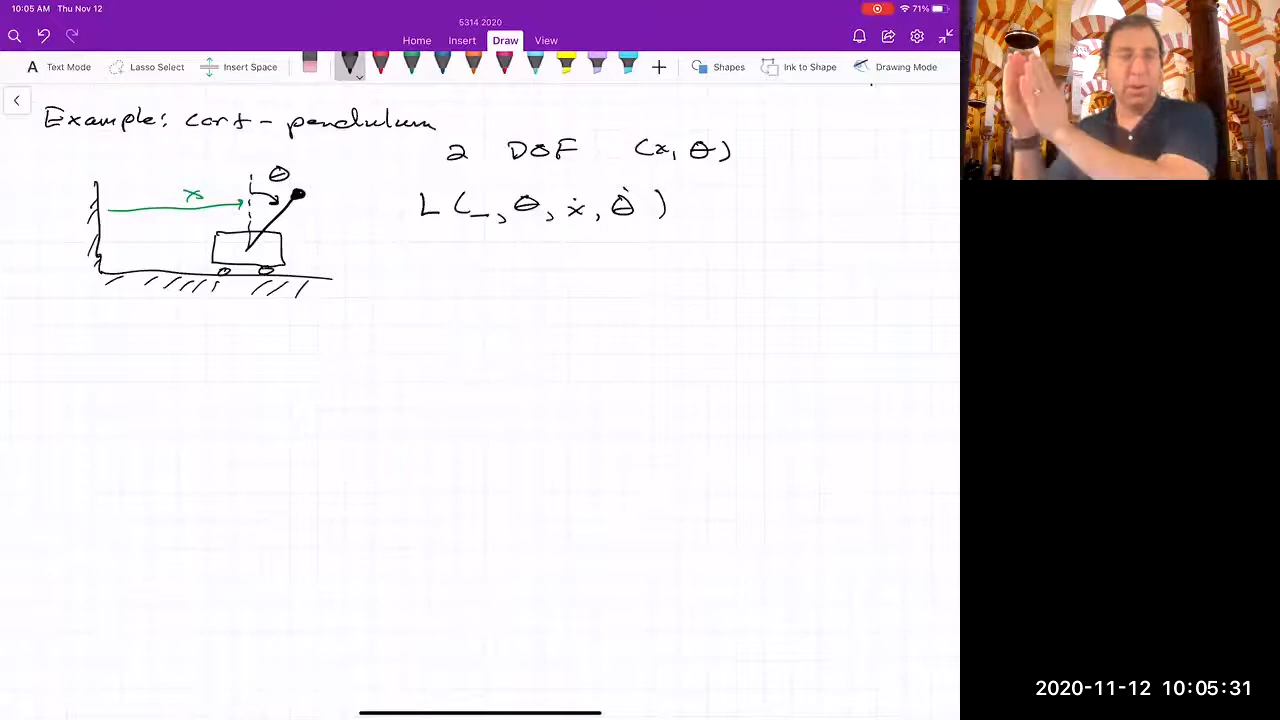 10:05 AM Thu Nov 12
71%
5314 2020
Home Insert Draw View
A Text Mode Lasso Select Insert Space Shapes Ink to Shape Drawing Mode
Example: cart - pendulum
2 DOF (x, θ)
L (_, θ, ẋ, θ̇)
x
θ
2020-11-12 10:05:31